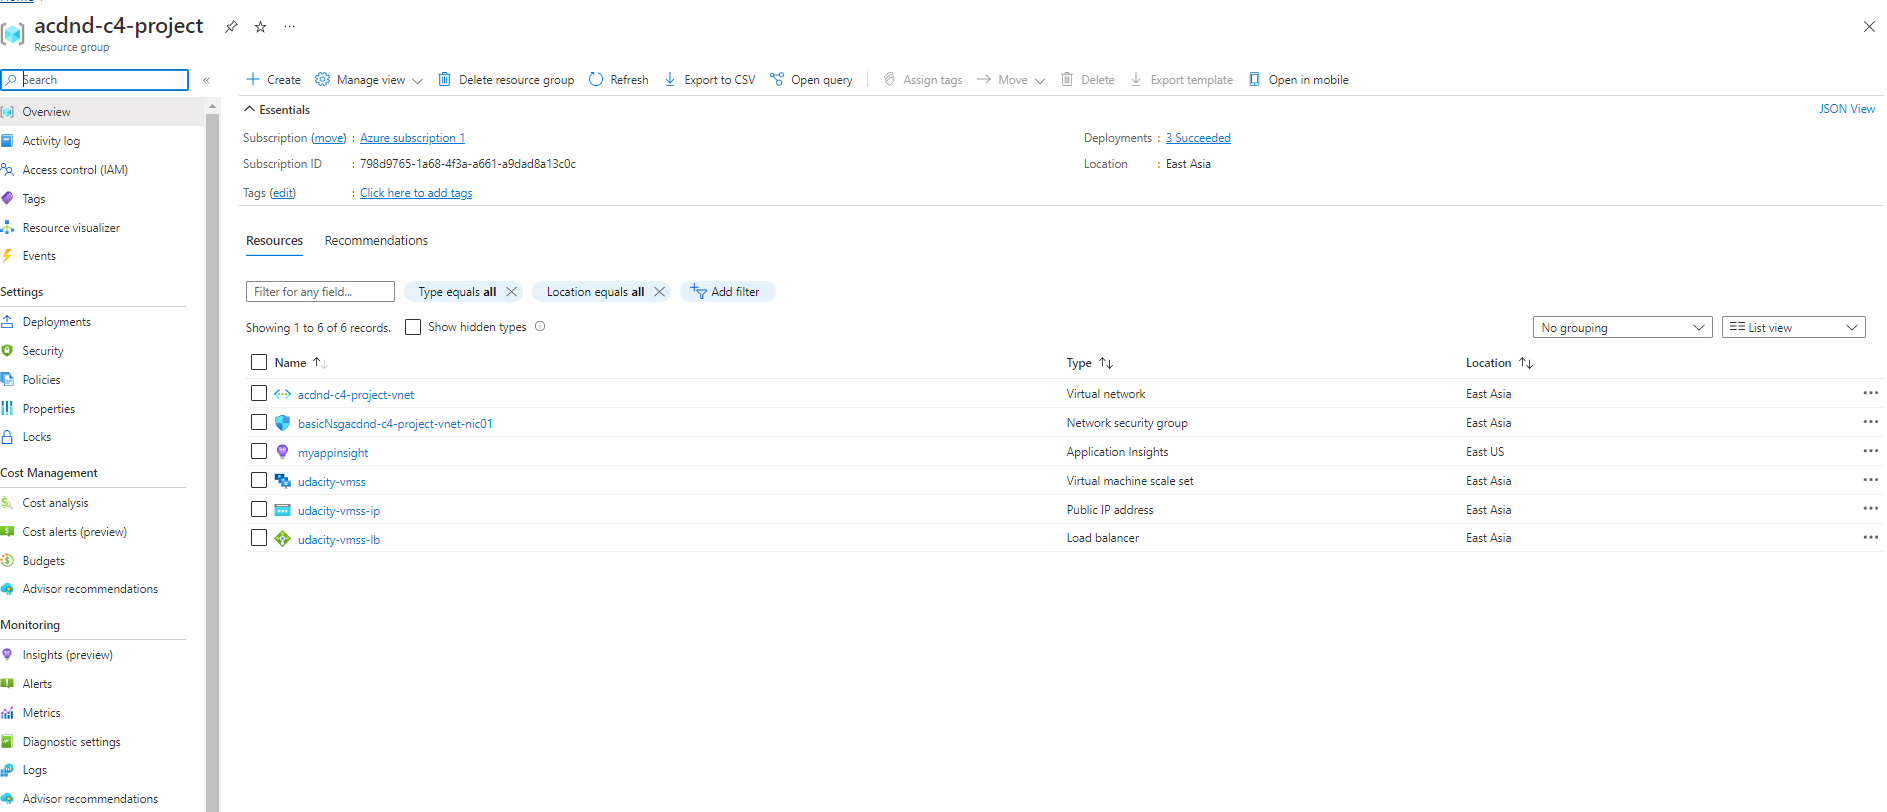 acdnd-c4-project
Resource group
Search
Create Manage view Delete resource group Refresh Export to CSV Open query Assign tags Move Delete Export template Open in mobile
Essentials
JSON View
Subscription (move) : Azure subscription 1
Deployments : 3 Succeeded
Subscription ID : 798d9765-1a68-4f3a-a661-a9dad8a13c0c
Location : East Asia
Tags (edit) : Click here to add tags
Overview
Activity log
Access control (IAM)
Tags
Resource visualizer
Events
Settings
Deployments
Security
Policies
Properties
Locks
Cost Management
Cost analysis
Cost alerts (preview)
Budgets
Advisor recommendations
Monitoring
Insights (preview)
Alerts
Metrics
Diagnostic settings
Logs
Advisor recommendations
Resources Recommendations
Filter for any field... Type equals all Location equals all Add filter
Showing 1 to 6 of 6 records. Show hidden types
No grouping List view
Name Type Location
acdnd-c4-project-vnet Virtual network East Asia
basicNsgacdnd-c4-project-vnet-nic01 Network security group East Asia
myappinsight Application Insights East US
udacity-vmss Virtual machine scale set East Asia
udacity-vmss-ip Public IP address East Asia
udacity-vmss-lb Load balancer East Asia